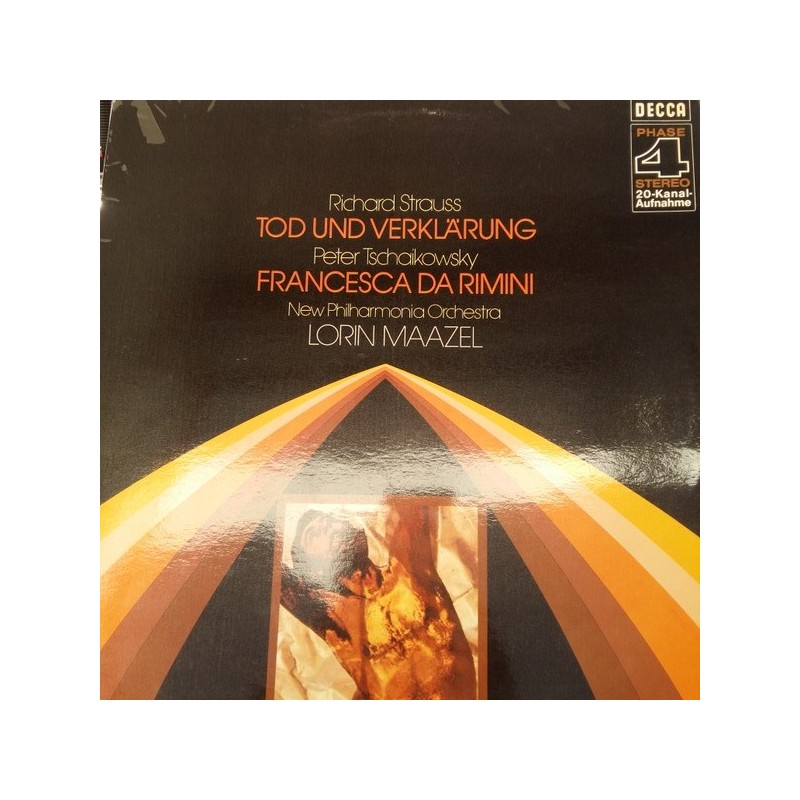 DECCA
PHASE
4
STEREO
20-Kanal-
Aufnahme
Richard Strauss
TOD UND VERKLÄRUNG
Peter Tschaikowsky
FRANCESCA DA RIMINI
New Philharmonia Orchestra
LORIN MAAZEL